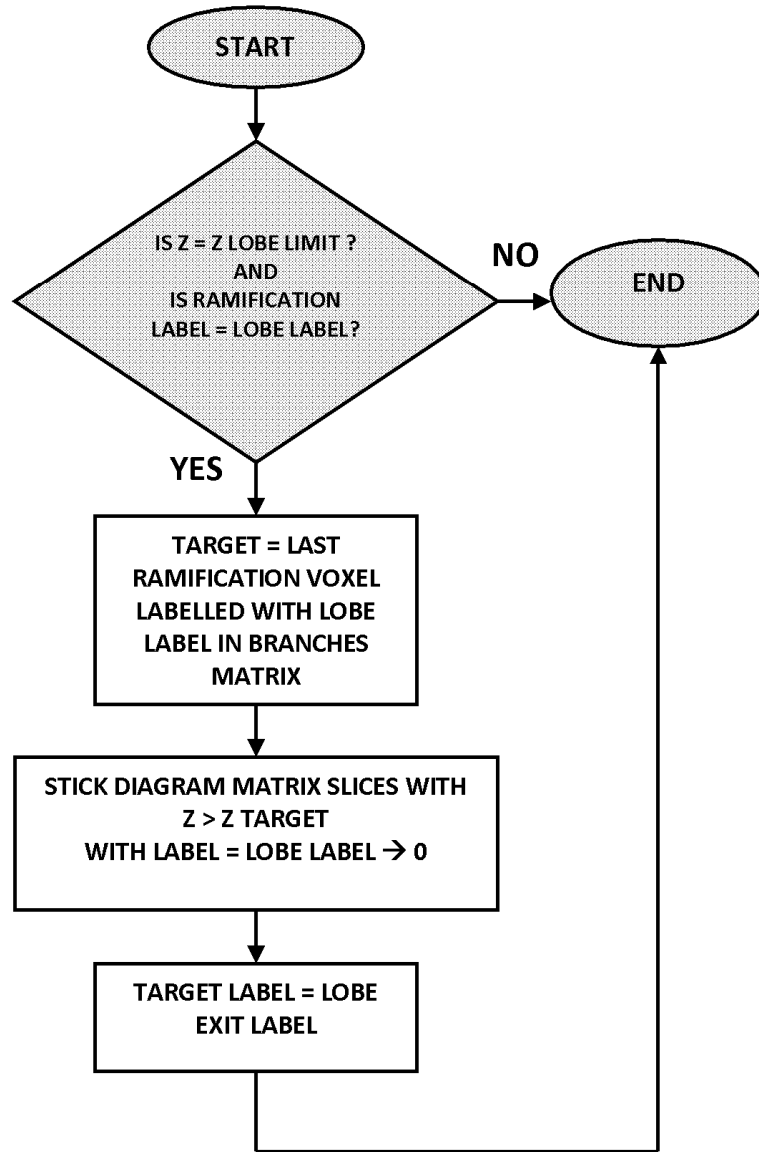 START
IS Z = Z LOBE LIMIT ?
AND
IS RAMIFICATION
LABEL = LOBE LABEL?
NO
END
YES
TARGET = LAST
RAMIFICATION VOXEL
LABELLED WITH LOBE
LABEL IN BRANCHES
MATRIX
STICK DIAGRAM MATRIX SLICES WITH
Z > Z TARGET
WITH LABEL = LOBE LABEL → 0
TARGET LABEL = LOBE
EXIT LABEL